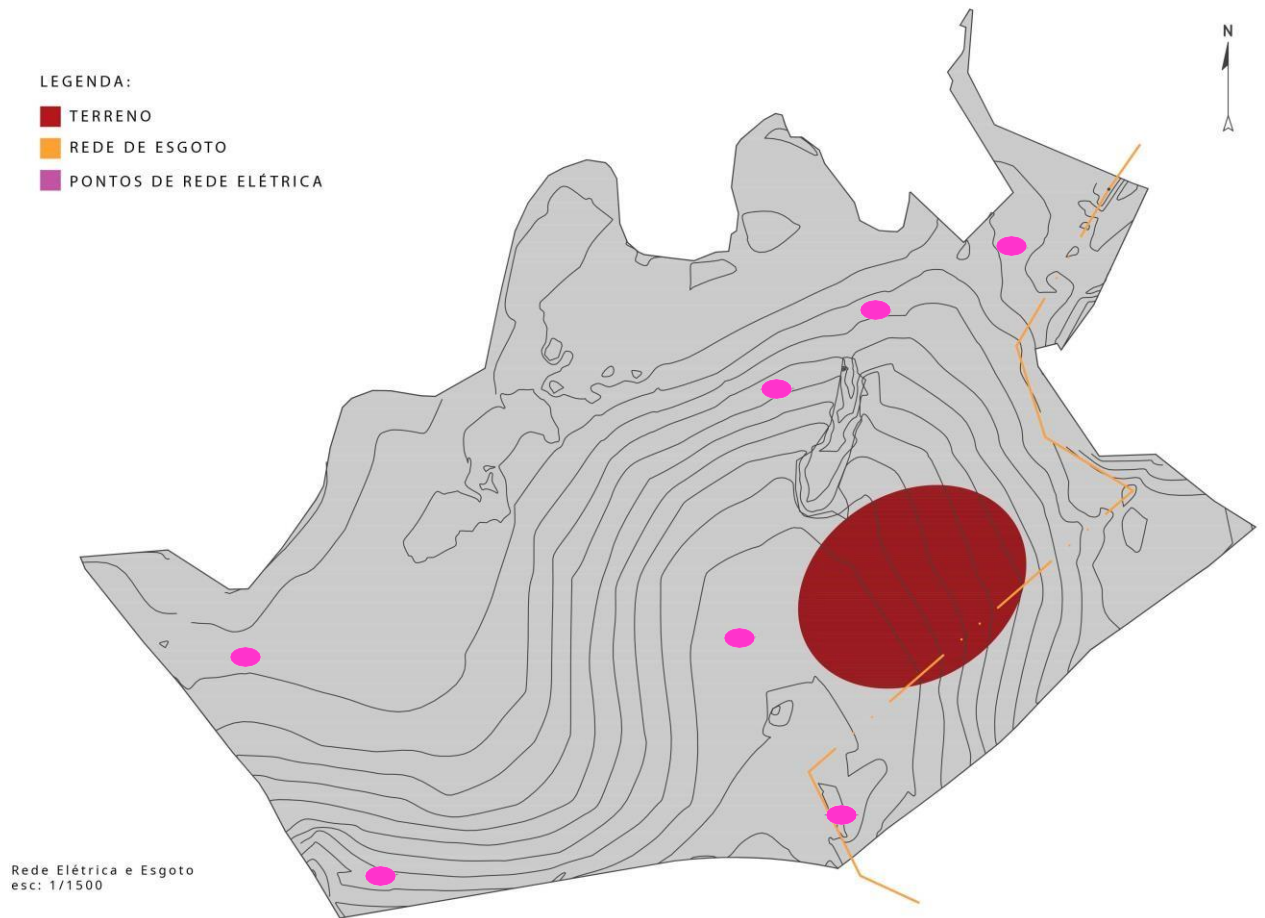 N
LEGENDA:
TERRENO
REDE DE ESGOTO
PONTOS DE REDE ELÉTRICA
Rede Elétrica e Esgoto
esc: 1/1500